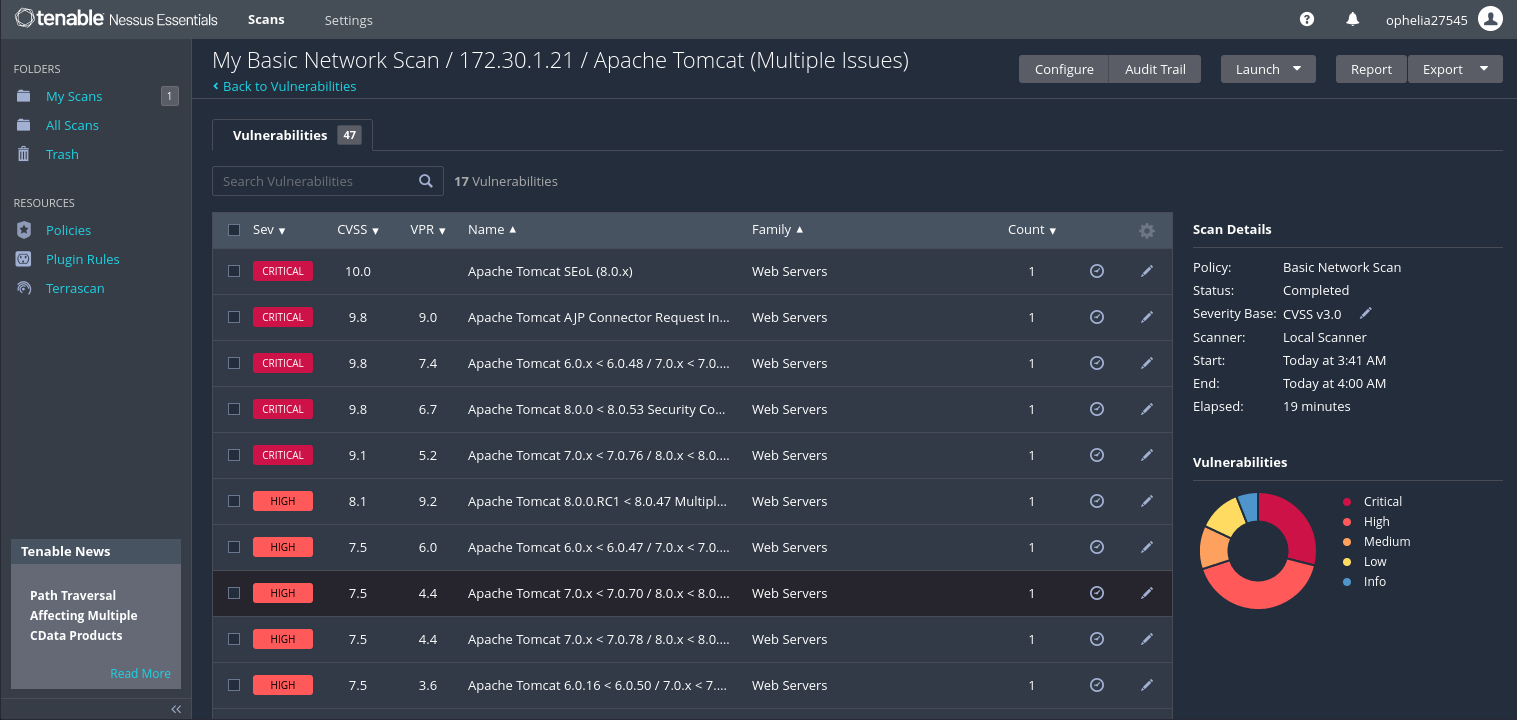 tenable Nessus Essentials Scans Settings ophelia27545
FOLDERS
My Scans 1
All Scans
Trash
RESOURCES
Policies
Plugin Rules
Terrascan
Tenable News
Path Traversal
Affecting Multiple
CData Products
Read More
My Basic Network Scan / 172.30.1.21 / Apache Tomcat (Multiple Issues)
Back to Vulnerabilities
Configure Audit Trail Launch Report Export
Vulnerabilities 47
Search Vulnerabilities 17 Vulnerabilities
Sev CVSS VPR Name Family Count
CRITICAL 10.0 Apache Tomcat SEoL (8.0.x) Web Servers 1
CRITICAL 9.8 9.0 Apache Tomcat AJP Connector Request In... Web Servers 1
CRITICAL 9.8 7.4 Apache Tomcat 6.0.x < 6.0.48 / 7.0.x < 7.0.... Web Servers 1
CRITICAL 9.8 6.7 Apache Tomcat 8.0.0 < 8.0.53 Security Co... Web Servers 1
CRITICAL 9.1 5.2 Apache Tomcat 7.0.x < 7.0.76 / 8.0.x < 8.0.... Web Servers 1
HIGH 8.1 9.2 Apache Tomcat 8.0.0.RC1 < 8.0.47 Multipl... Web Servers 1
HIGH 7.5 6.0 Apache Tomcat 6.0.x < 6.0.47 / 7.0.x < 7.0.... Web Servers 1
HIGH 7.5 4.4 Apache Tomcat 7.0.x < 7.0.70 / 8.0.x < 8.0.... Web Servers 1
HIGH 7.5 4.4 Apache Tomcat 7.0.x < 7.0.78 / 8.0.x < 8.0.... Web Servers 1
HIGH 7.5 3.6 Apache Tomcat 6.0.16 < 6.0.50 / 7.0.x < 7.... Web Servers 1
Scan Details
Policy: Basic Network Scan
Status: Completed
Severity Base: CVSS v3.0
Scanner: Local Scanner
Start: Today at 3:41 AM
End: Today at 4:00 AM
Elapsed: 19 minutes
Vulnerabilities
Critical
High
Medium
Low
Info